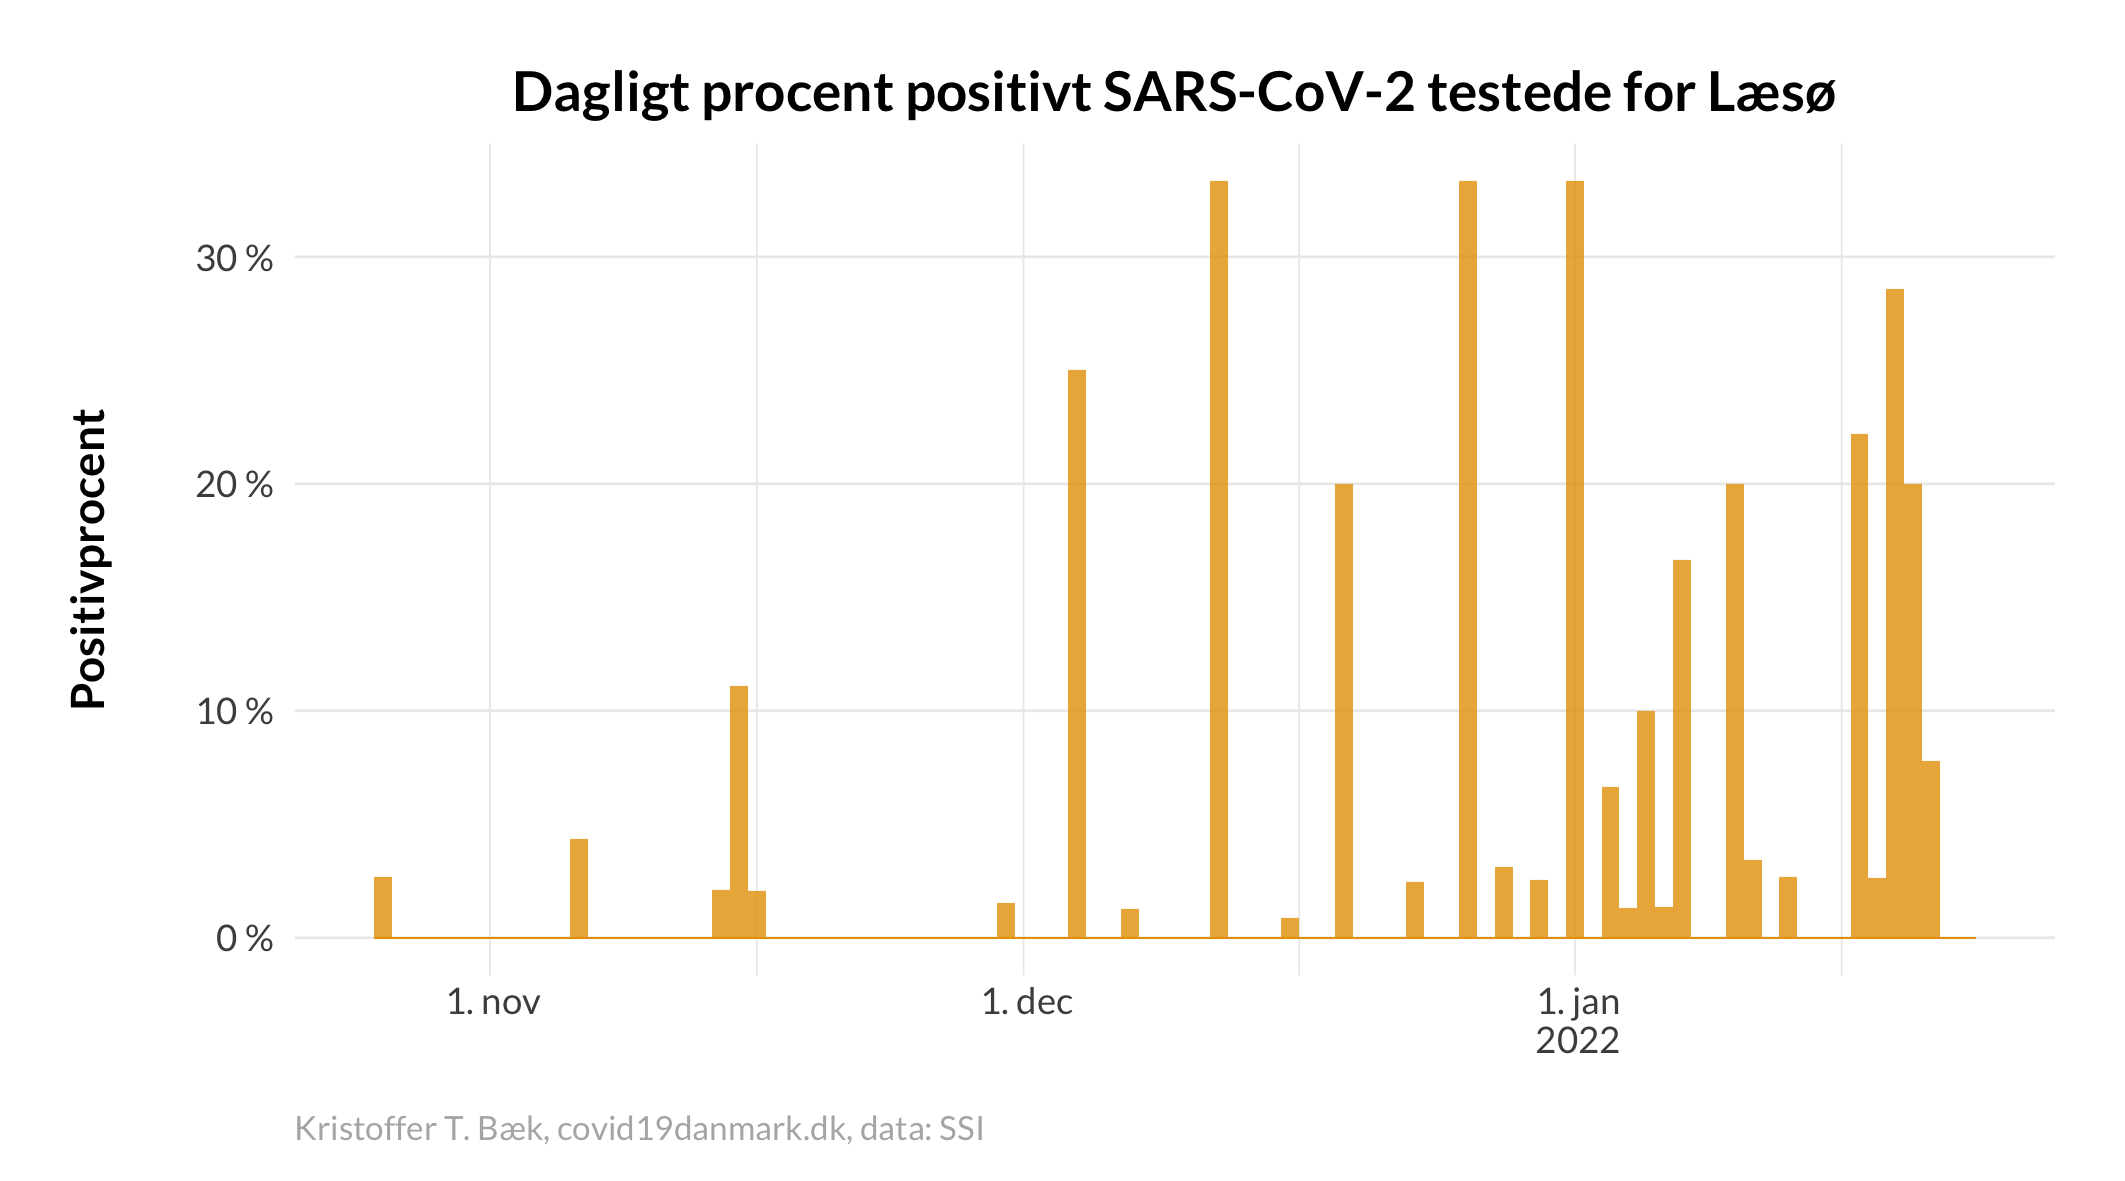 Dagligt procent positivt SARS-CoV-2 testede for Læsø
Positivprocent
30 %
20 %
10 %
0 %
1. nov
1. dec
1. jan
2022
Kristoffer T. Bæk, covid19danmark.dk, data: SSI